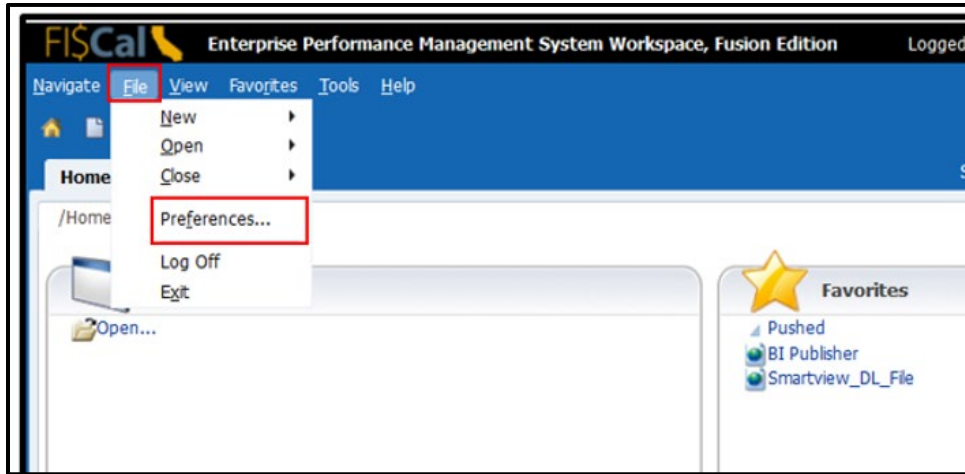 FI$Cal Enterprise Performance Management System Workspace, Fusion Edition Logged
Navigate File View Favorites Tools Help
New
Open
Close
Home
Preferences...
/Home
Log Off
Exit
Open...
Favorites
Pushed
BI Publisher
Smartview_DL_File